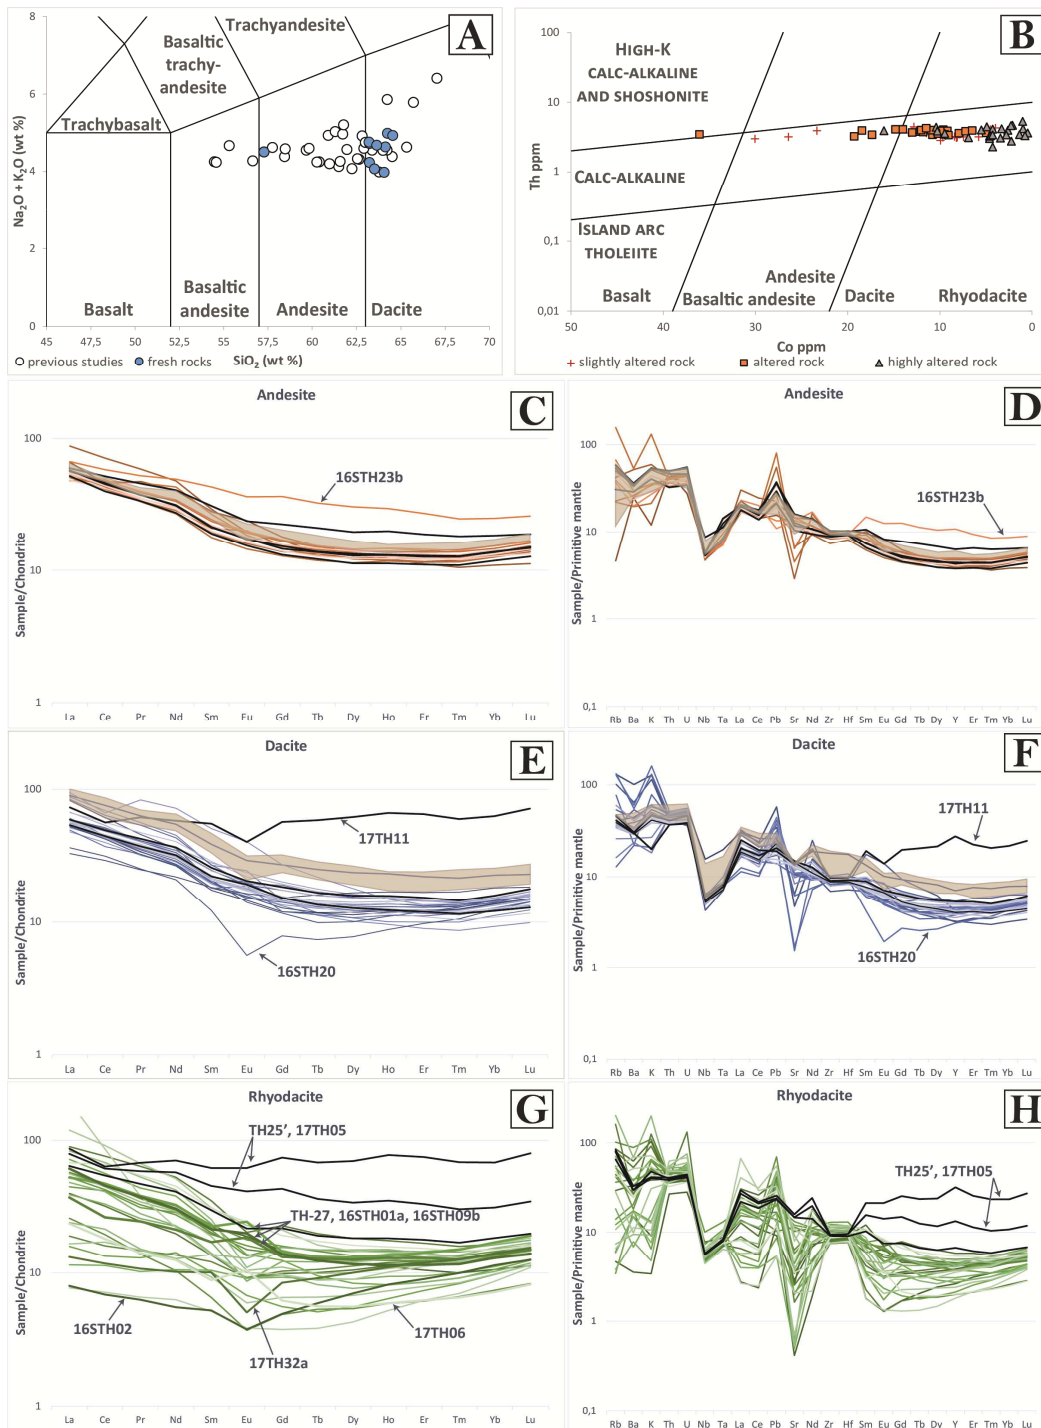 A
8
6
4
2
0
Na₂O + K₂O (wt %)
Trachyandesite
Basaltic
trachy-
andesite
Trachybasalt
Basalt
Basaltic
andesite
Andesite
Dacite
45
47,5
50
52,5
55
57,5
60
62,5
65
67,5
70
SiO₂ (wt %)
previous studies
fresh rocks
B
100
10
1
0,1
0,01
Th ppm
HIGH-K
CALC-ALKALINE
AND SHOSHONITE
CALC-ALKALINE
ISLAND ARC
THOLEIITE
Basalt
Andesite
Basaltic andesite
Dacite
Rhyodacite
50
40
30
20
10
0
Co ppm
slightly altered rock
altered rock
highly altered rock
Andesite
C
100
10
1
Sample/Chondrite
16STH23b
La Ce Pr Nd Sm Eu Gd Tb Dy Ho Er Tm Yb Lu
Andesite
D
100
10
1
0,1
Sample/Primitive mantle
16STH23b
Rb Ba K Th U Nb Ta La Ce Pb Sr Nd Zr Hf Sm Eu Gd Tb Dy Y Er Tm Yb Lu
Dacite
E
100
10
1
Sample/Chondrite
17TH11
16STH20
La Ce Pr Nd Sm Eu Gd Tb Dy Ho Er Tm Yb Lu
Dacite
F
100
10
1
0,1
Sample/Primitive mantle
17TH11
16STH20
Rb Ba K Th U Nb Ta La Ce Pb Sr Nd Zr Hf Sm Eu Gd Tb Dy Y Er Tm Yb Lu
Rhyodacite
G
100
10
1
Sample/Chondrite
TH25', 17TH05
TH-27, 16STH01a, 16STH09b
16STH02
17TH06
17TH32a
La Ce Pr Nd Sm Eu Gd Tb Dy Ho Er Tm Yb Lu
Rhyodacite
H
100
10
1
0,1
Sample/Primitive mantle
TH25', 17TH05
Rb Ba K Th U Nb Ta La Ce Pb Sr Nd Zr Hf Sm Eu Gd Tb Dy Y Er Tm Yb Lu